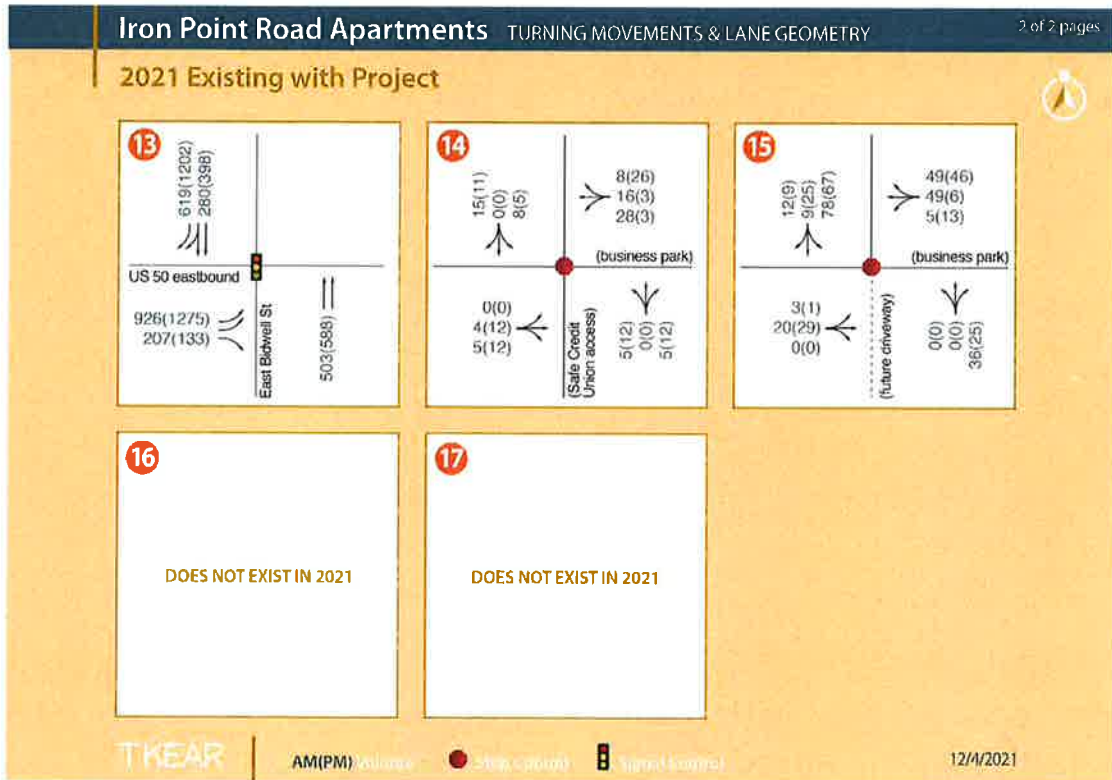 Iron Point Road Apartments TURNING MOVEMENTS & LANE GEOMETRY
2 of 2 pages
2021 Existing with Project
13
619(1202)
280(398)
US 50 eastbound
926(1275)
207(133)
East Bidwell St
503(588)
14
15(11)
0(0)
8(5)
8(26)
16(3)
28(3)
(business park)
0(0)
4(12)
5(12)
(Safe Credit
Union access)
5(12)
0(0)
5(12)
15
12(9)
9(25)
78(67)
49(46)
49(6)
5(13)
(business park)
3(1)
20(29)
0(0)
(future driveway)
0(0)
0(0)
36(25)
16
DOES NOT EXIST IN 2021
17
DOES NOT EXIST IN 2021
TKEAR
AM(PM) Volume
Stop Control
Signal Control
12/4/2021